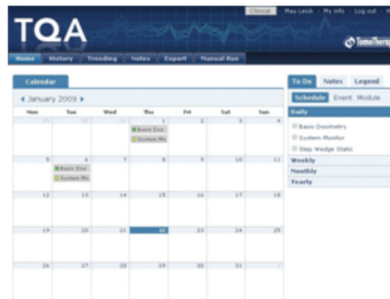 TQA
Clinical My info Log out
TomoTherapy
Home History Trending Notes Export Manual Run
Calendar
January 2009
Mon Tue Wed Thu Fri Sat Sun
1 2 3 4
Basic Dos
System Mo
5 6 7 8 9 10 11
Basic Dos
System Mo
12 13 14 15 16 17 18
19 20 21 22 23 24 25
26 27 28 29 30 31
To Do Notes Legend
Schedule Event Module
Daily
Basic Dosimetry
System Monitor
Step Wedge Static
Weekly
Monthly
Yearly